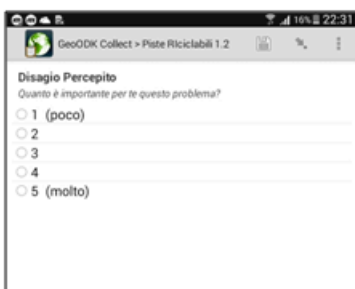 16% 22:31
GeoODK Collect > Piste RIciclabili 1.2
Disagio Percepito
Quanto è importante per te questo problema?
1 (poco)
2
3
4
5 (molto)